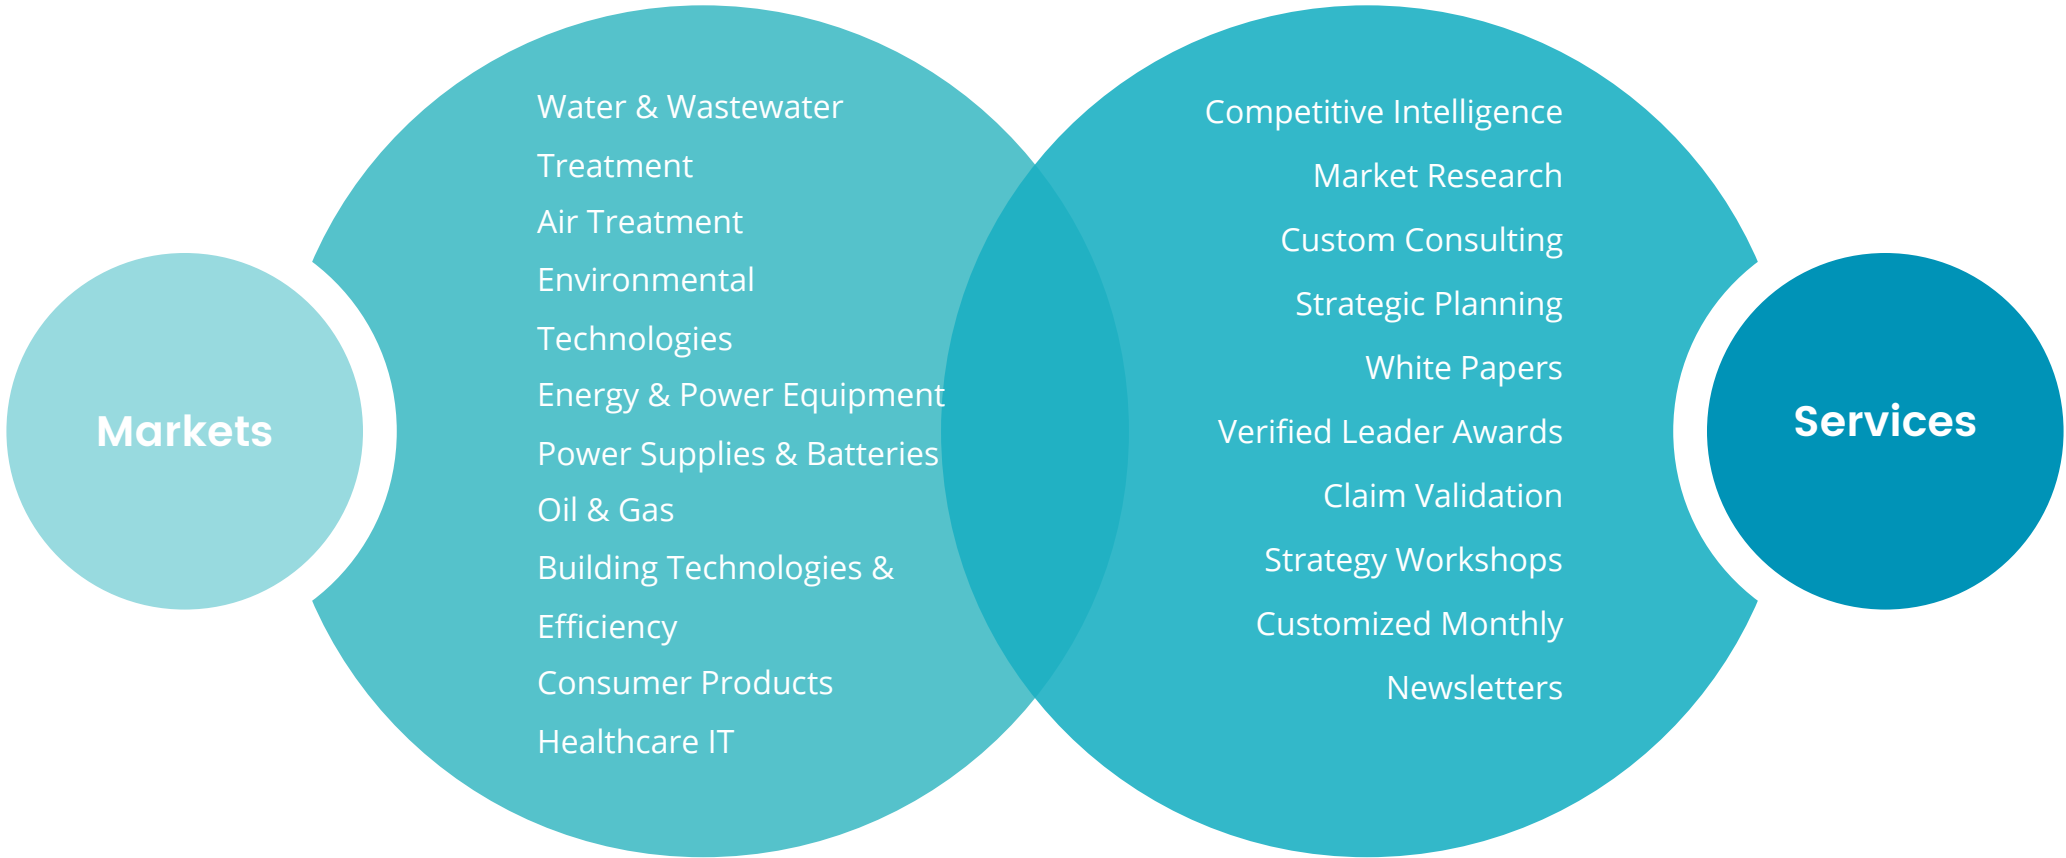 Markets
Water & Wastewater
Treatment
Air Treatment
Environmental
Technologies
Energy & Power Equipment
Power Supplies & Batteries
Oil & Gas
Building Technologies &
Efficiency
Consumer Products
Healthcare IT
Competitive Intelligence
Market Research
Custom Consulting
Strategic Planning
White Papers
Verified Leader Awards
Claim Validation
Strategy Workshops
Customized Monthly
Newsletters
Services